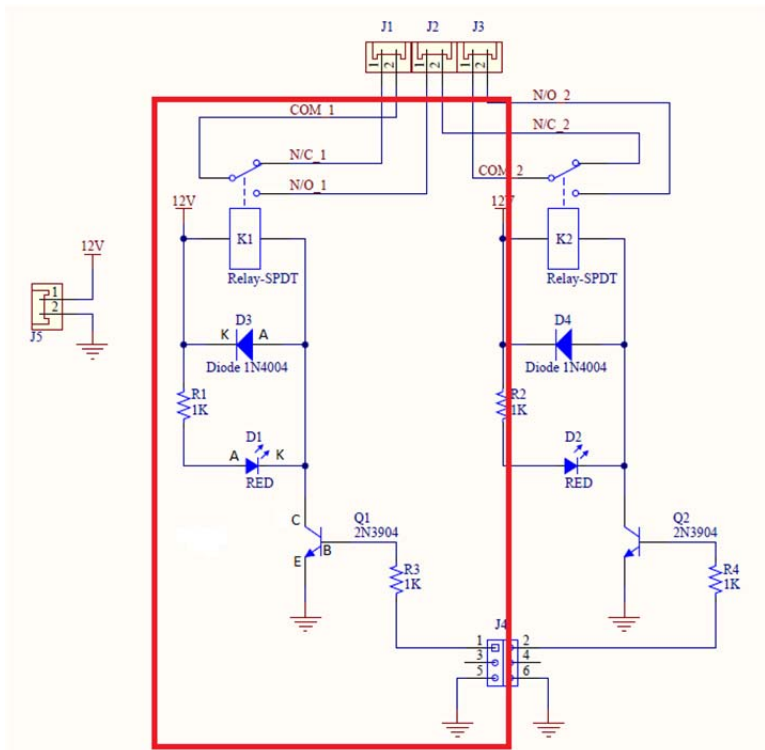 J1 J2 J3
1 2 1 2 1 2
N/O_2
COM_1
N/C_2
N/C_1
COM_2
N/O_1
12V
12V
K1
K2
Relay-SPDT
Relay-SPDT
12V
1
2
J5
D3
D4
K A
Diode 1N4004
Diode 1N4004
R1
1K
R2
1K
D1
D2
A K
RED
RED
C
Q1
2N3904
Q2
2N3904
B
E
R3
1K
R4
1K
J4
1 2
3 4
5 6